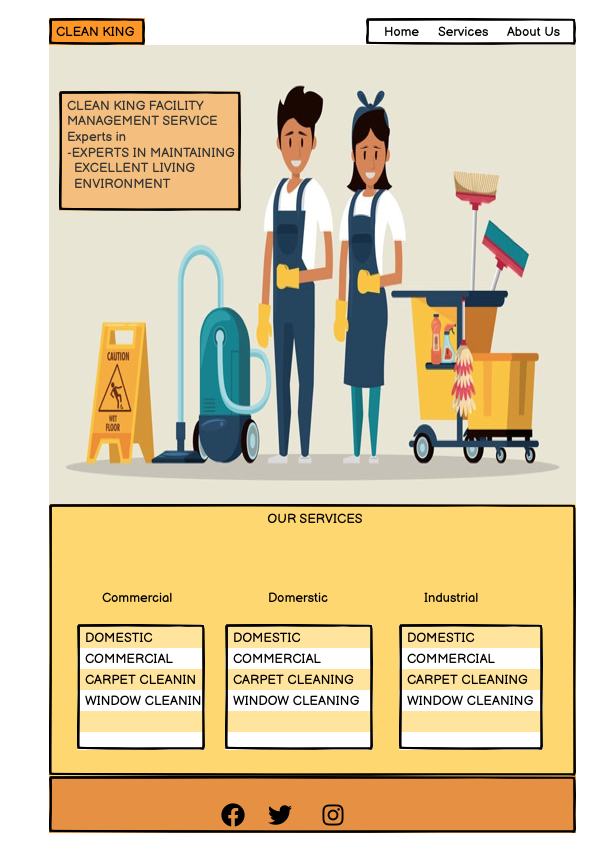 CLEAN KING
Home Services About Us
CLEAN KING FACILITY
MANAGEMENT SERVICE
Experts in
-EXPERTS IN MAINTAINING
EXCELLENT LIVING
ENVIRONMENT
CAUTION
WET
FLOOR
OUR SERVICES
Commercial Domerstic Industrial
DOMESTIC DOMESTIC DOMESTIC
COMMERCIAL COMMERCIAL COMMERCIAL
CARPET CLEANIN CARPET CLEANING CARPET CLEANING
WINDOW CLEANIN WINDOW CLEANING WINDOW CLEANING